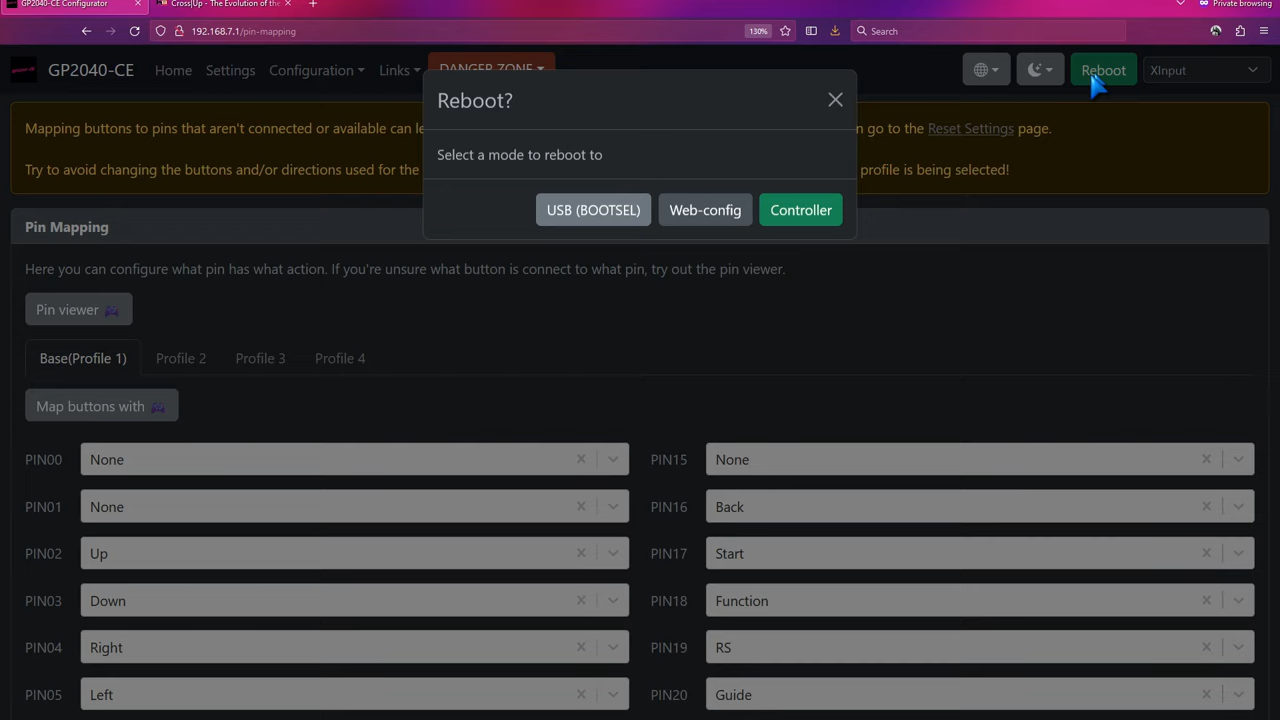 GP2040-CE Configurator
Cross|Up - The Evolution of the
Private browsing
192.168.7.1/pin-mapping
130%
Search
GP2040-CE
Home
Settings
Configuration
Links
DANGER ZONE
Reboot
XInput
Mapping buttons to pins that aren't connected or available can le
n go to the Reset Settings page.
Try to avoid changing the buttons and/or directions used for the
profile is being selected!
Reboot?
Select a mode to reboot to
USB (BOOTSEL)
Web-config
Controller
Pin Mapping
Here you can configure what pin has what action. If you're unsure what button is connect to what pin, try out the pin viewer.
Pin viewer
Base(Profile 1)
Profile 2
Profile 3
Profile 4
Map buttons with
PIN00 None
PIN15 None
PIN01 None
PIN16 Back
PIN02 Up
PIN17 Start
PIN03 Down
PIN18 Function
PIN04 Right
PIN19 RS
PIN05 Left
PIN20 Guide